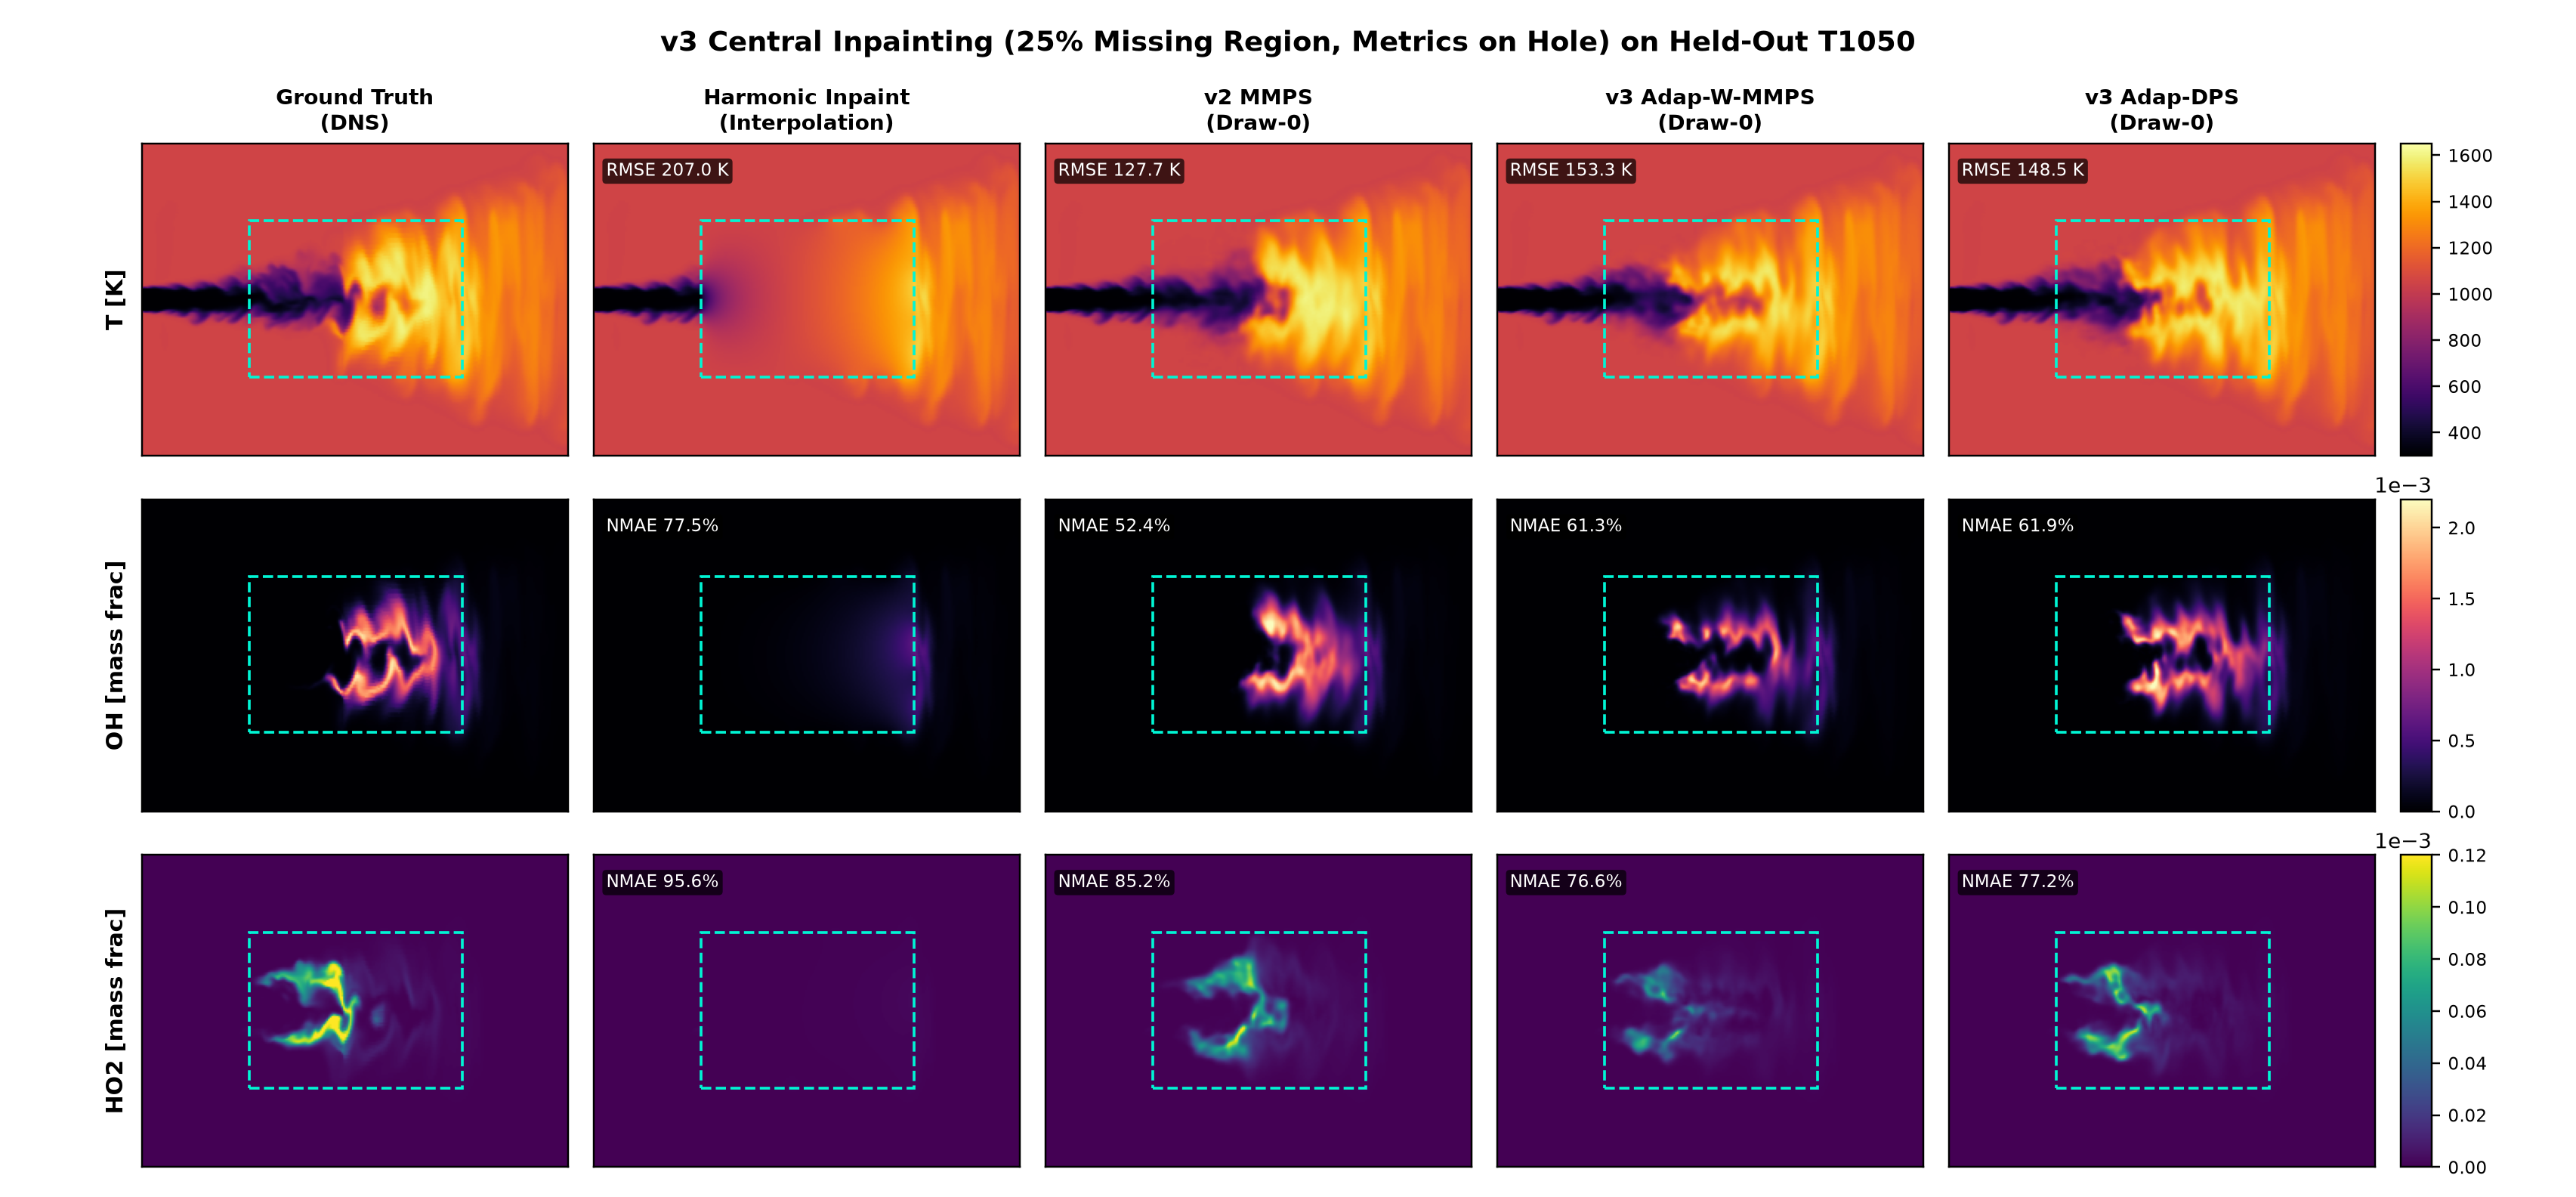 v3 Central Inpainting (25% Missing Region, Metrics on Hole) on Held-Out T1050
Ground Truth
(DNS)
Harmonic Inpaint
(Interpolation)
v2 MMPS
(Draw-0)
v3 Adap-W-MMPS
(Draw-0)
v3 Adap-DPS
(Draw-0)
T [K]
RMSE 207.0 K
RMSE 127.7 K
RMSE 153.3 K
RMSE 148.5 K
1600
1400
1200
1000
800
600
400
OH [mass frac]
NMAE 77.5%
NMAE 52.4%
NMAE 61.3%
NMAE 61.9%
1e−3
2.0
1.5
1.0
0.5
0.0
HO2 [mass frac]
NMAE 95.6%
NMAE 85.2%
NMAE 76.6%
NMAE 77.2%
1e−3
0.12
0.10
0.08
0.06
0.04
0.02
0.00